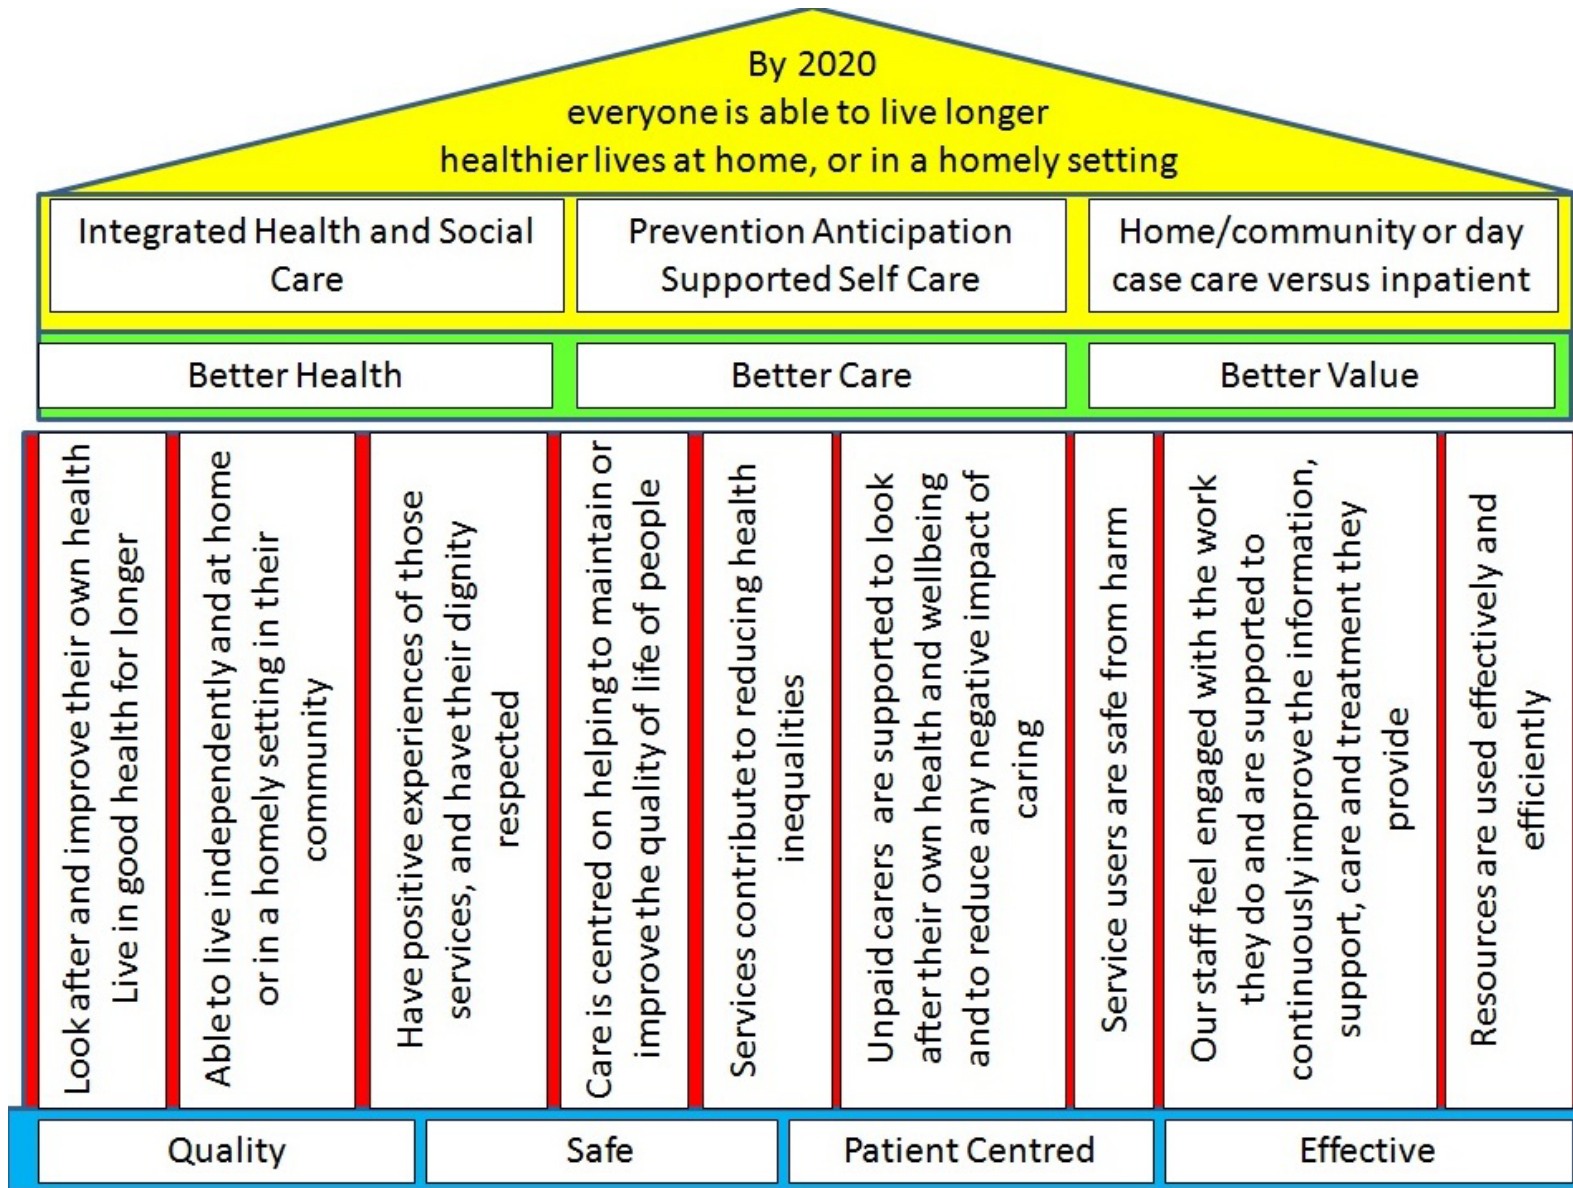 By 2020
everyone is able to live longer
healthier lives at home, or in a homely setting
Integrated Health and Social
Care
Prevention Anticipation
Supported Self Care
Home/community or day
case care versus inpatient
Better Health
Better Care
Better Value
Look after and improve their own health
Live in good health for longer
Able to live independently and at home
or in a homely setting in their
community
Have positive experiences of those
services, and have their dignity
respected
Care is centred on helping to maintain or
improve the quality of life of people
Services contribute to reducing health
inequalities
Unpaid carers are supported to look
after their own health and wellbeing
and to reduce any negative impact of
caring
Service users are safe from harm
Our staff feel engaged with the work
they do and are supported to
continuously improve the information,
support, care and treatment they
provide
Resources are used effectively and
efficiently
Quality
Safe
Patient Centred
Effective